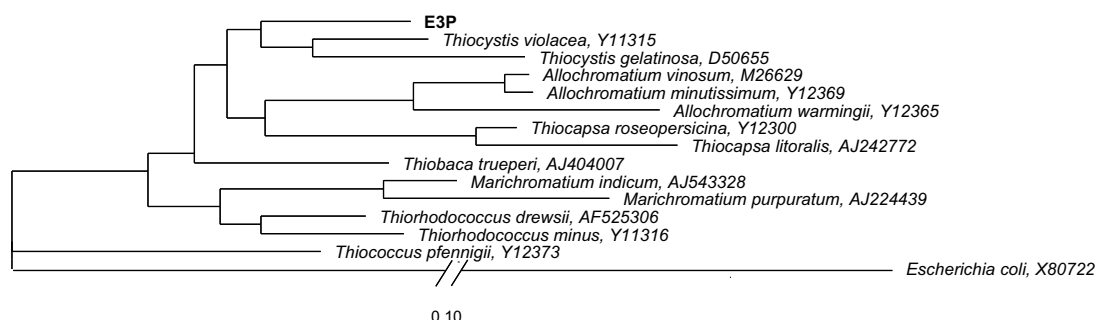 E3P
Thiocystis violacea, Y11315
Thiocystis gelatinosa, D50655
Allochromatium vinosum, M26629
Allochromatium minutissimum, Y12369
Allochromatium warmingii, Y12365
Thiocapsa roseopersicina, Y12300
Thiocapsa litoralis, AJ242772
Thiobaca trueperi, AJ404007
Marichromatium indicum, AJ543328
Marichromatium purpuratum, AJ224439
Thiorhodococcus drewsii, AF525306
Thiorhodococcus minus, Y11316
Thiococcus pfennigii, Y12373
Escherichia coli, X80722
0.10